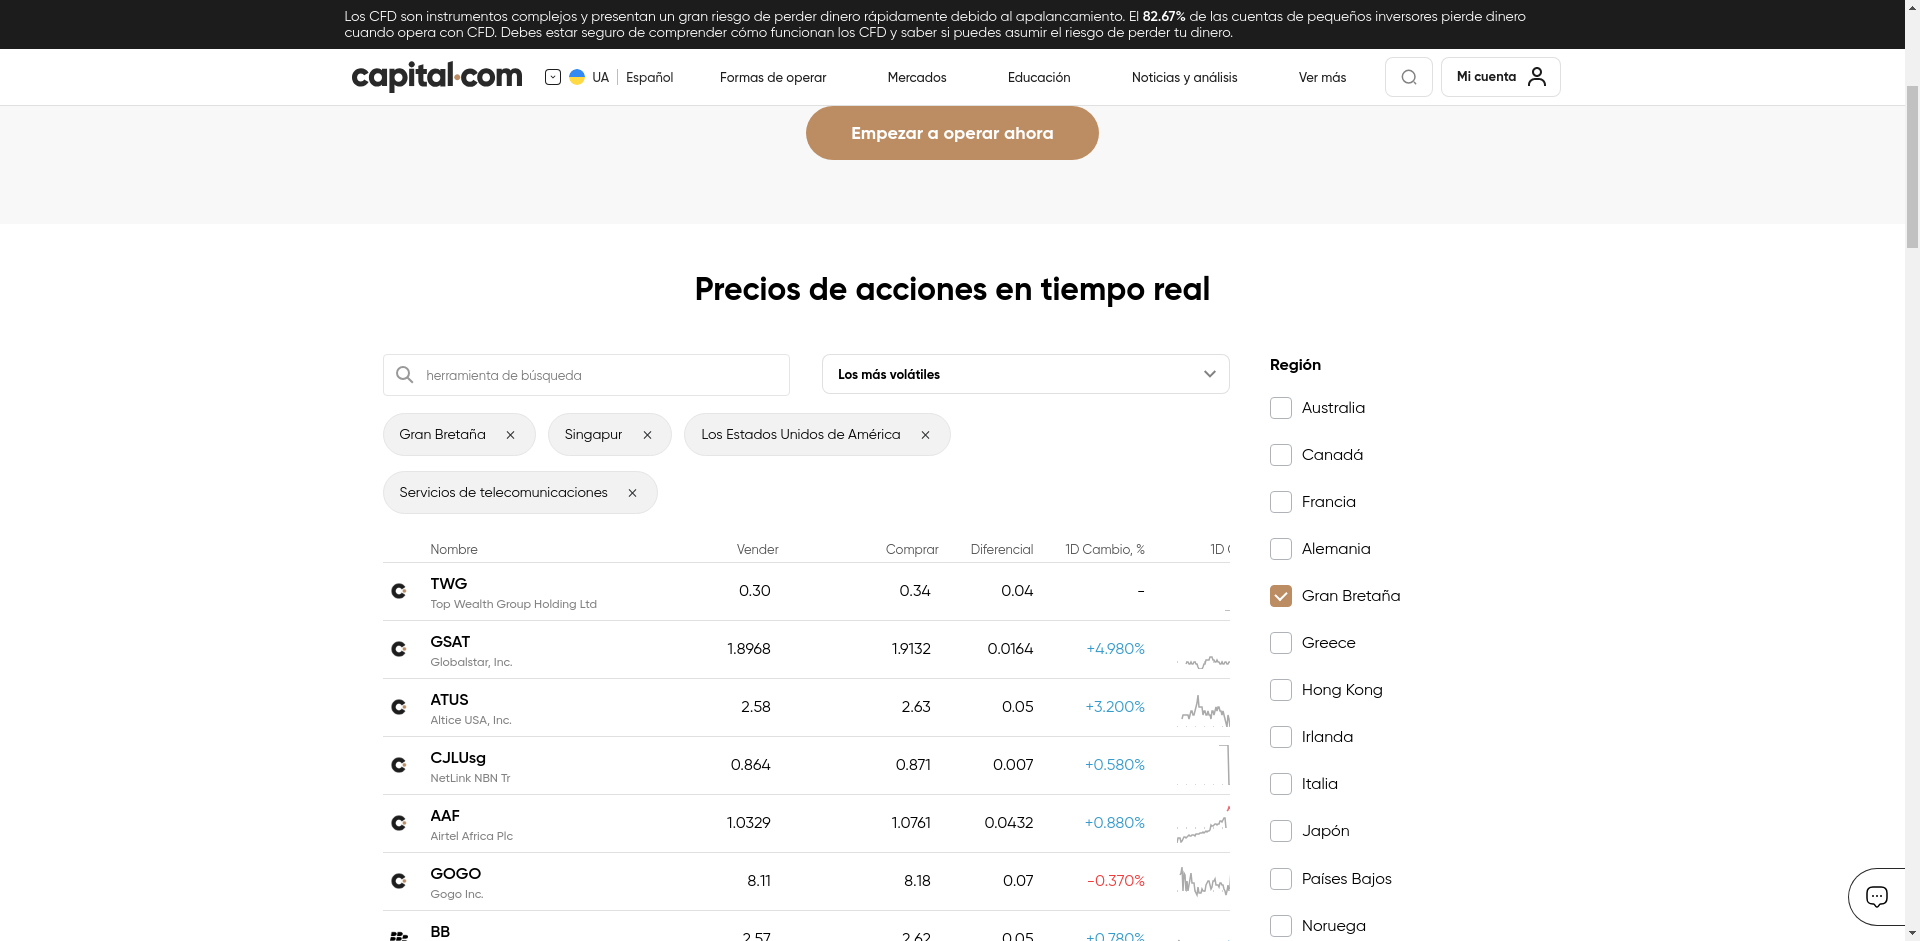 Los CFD son instrumentos complejos y presentan un gran riesgo de perder dinero rápidamente debido al apalancamiento. El 82.67% de las cuentas de pequeños inversores pierde dinero
cuando opera con CFD. Debes estar seguro de comprender cómo funcionan los CFD y saber si puedes asumir el riesgo de perder tu dinero.
capital.com UA Español Formas de operar Mercados Educación Noticias y análisis Ver más Mi cuenta
Empezar a operar ahora
Precios de acciones en tiempo real
herramienta de búsqueda
Los más volátiles
Gran Bretaña
Singapur
Los Estados Unidos de América
Servicios de telecomunicaciones
Nombre Vender Comprar Diferencial 1D Cambio, % 1D
TWG 0.30 0.34 0.04 -
Top Wealth Group Holding Ltd
GSAT 1.8968 1.9132 0.0164 +4.980%
Globalstar, Inc.
ATUS 2.58 2.63 0.05 +3.200%
Altice USA, Inc.
CJLUsg 0.864 0.871 0.007 +0.580%
NetLink NBN Tr
AAF 1.0329 1.0761 0.0432 +0.880%
Airtel Africa Plc
GOGO 8.11 8.18 0.07 -0.370%
Gogo Inc.
BB 2.57 2.62 0.05 +0.780%
Región
Australia
Canadá
Francia
Alemania
Gran Bretaña
Greece
Hong Kong
Irlanda
Italia
Japón
Países Bajos
Noruega